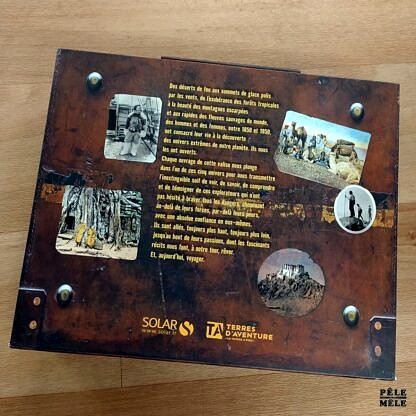 Des déserts de feu aux sommets de glace polis
par les vents, de l'exubérance des forêts tropicales
à la beauté des montagnes escarpées
et aux rapides des fleuves sauvages du monde,
des hommes et des femmes, entre 1850 et 1950,
ont consacré leur vie à la découverte
des univers extrêmes de notre planète. Ils nous
les ont ouverts.
Chaque ouvrage de cette valise nous plonge
dans l'un de ces cinq univers pour nous transmettre
l'inextinguible soif de vuir, de savoir, de comprendre
et de témoigner de ces explorateurs qui n'ont
pas hésité à braver tous les dangers, cherchant
au-delà de leurs forces, par-delà leurs peurs,
avec une absolue confiance en eux-mêmes.
Ils sont allés, toujours plus haut, toujours plus loin,
jusqu'au bout de leurs passions, dont les fascinants
récits nous font, à notre tour, rêver.
Et, aujourd'hui, voyager.
SOLAR S
www.solar.fr
TA TERRES
D'AVENTURE
PÊLE
MÊLE